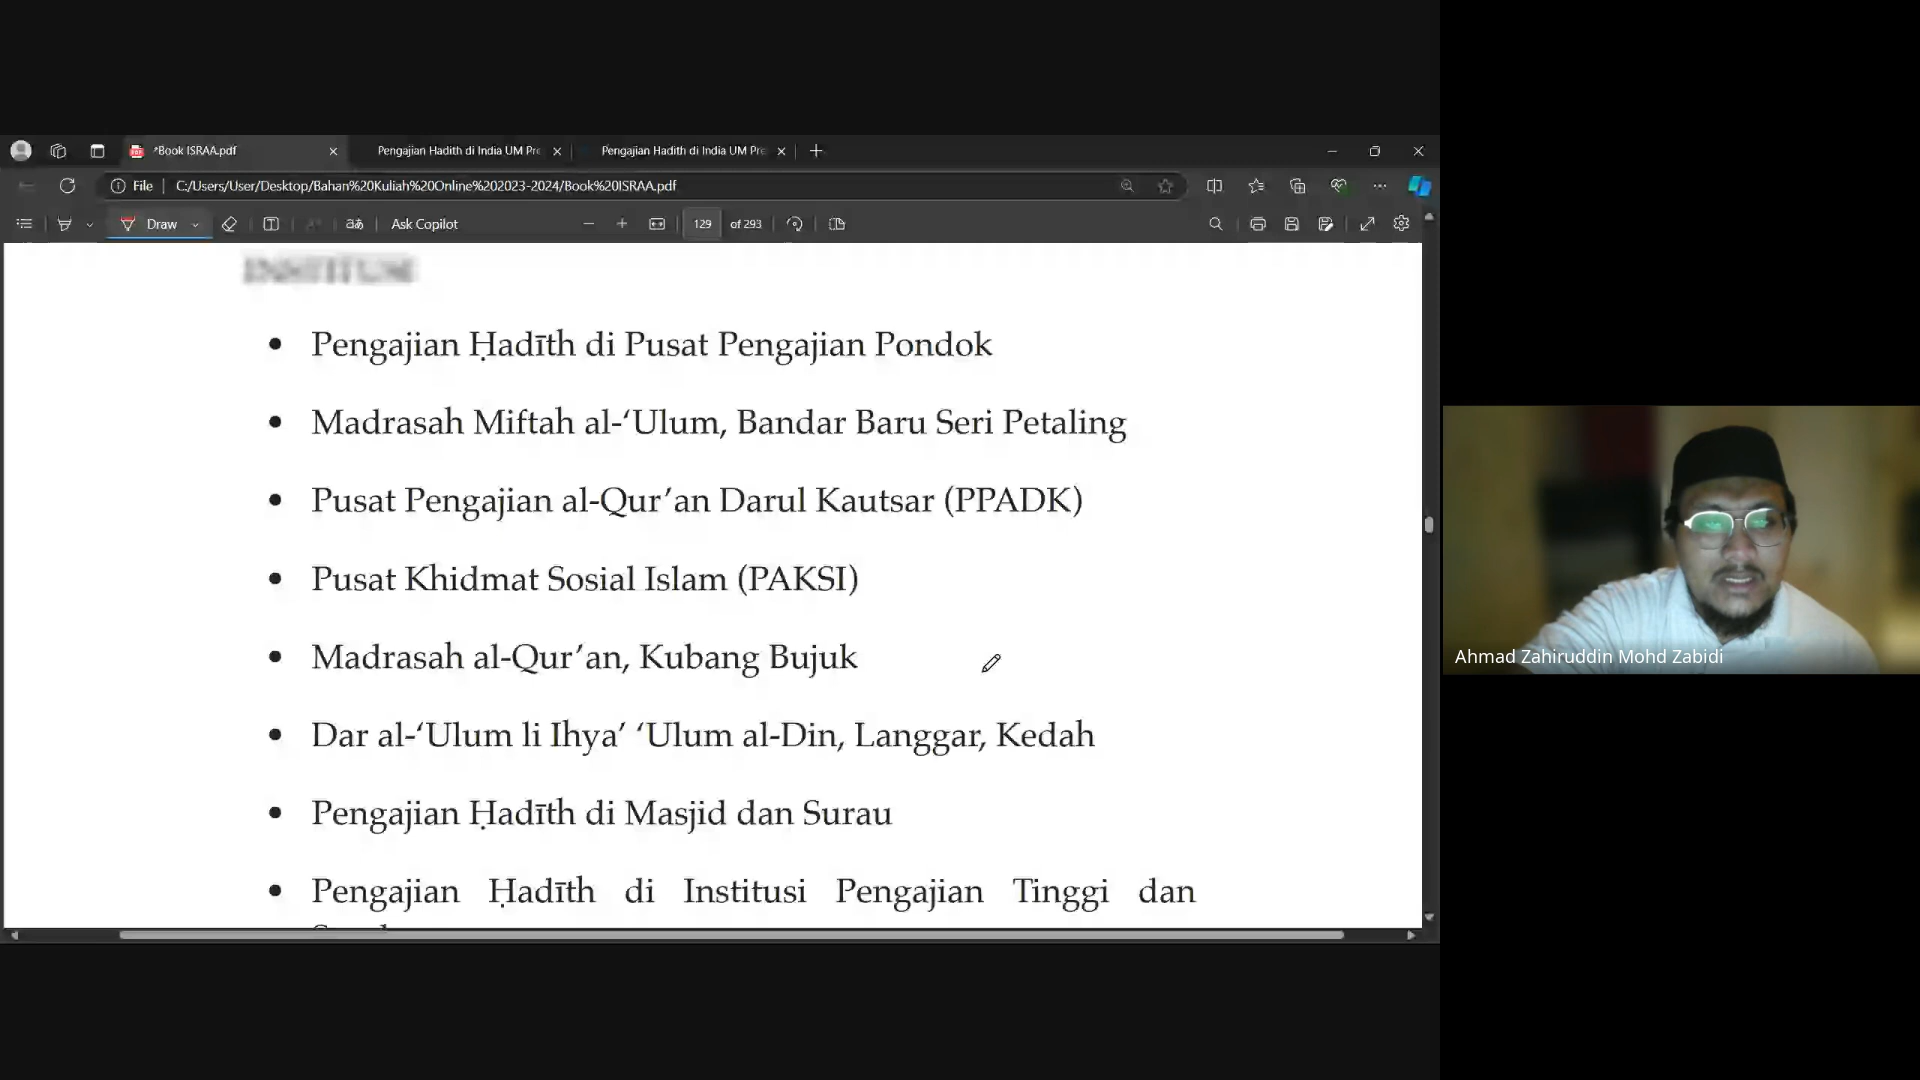 *Book ISRAA.pdf
Pengajian Hadith di India UM Pre
Pengajian Hadith di India UM Pre
File
C:/Users/User/Desktop/Bahan%20Kuliah%20Online%202023-2024/Book%20ISRAA.pdf
Draw
aあ
Ask Copilot
129
of 293
• Pengajian Ḥadīth di Pusat Pengajian Pondok
• Madrasah Miftah al-‘Ulum, Bandar Baru Seri Petaling
• Pusat Pengajian al-Qur’an Darul Kautsar (PPADK)
• Pusat Khidmat Sosial Islam (PAKSI)
• Madrasah al-Qur’an, Kubang Bujuk
• Dar al-‘Ulum li Ihya’ ‘Ulum al-Din, Langgar, Kedah
• Pengajian Ḥadīth di Masjid dan Surau
• Pengajian Ḥadīth di Institusi Pengajian Tinggi dan
Ahmad Zahiruddin Mohd Zabidi